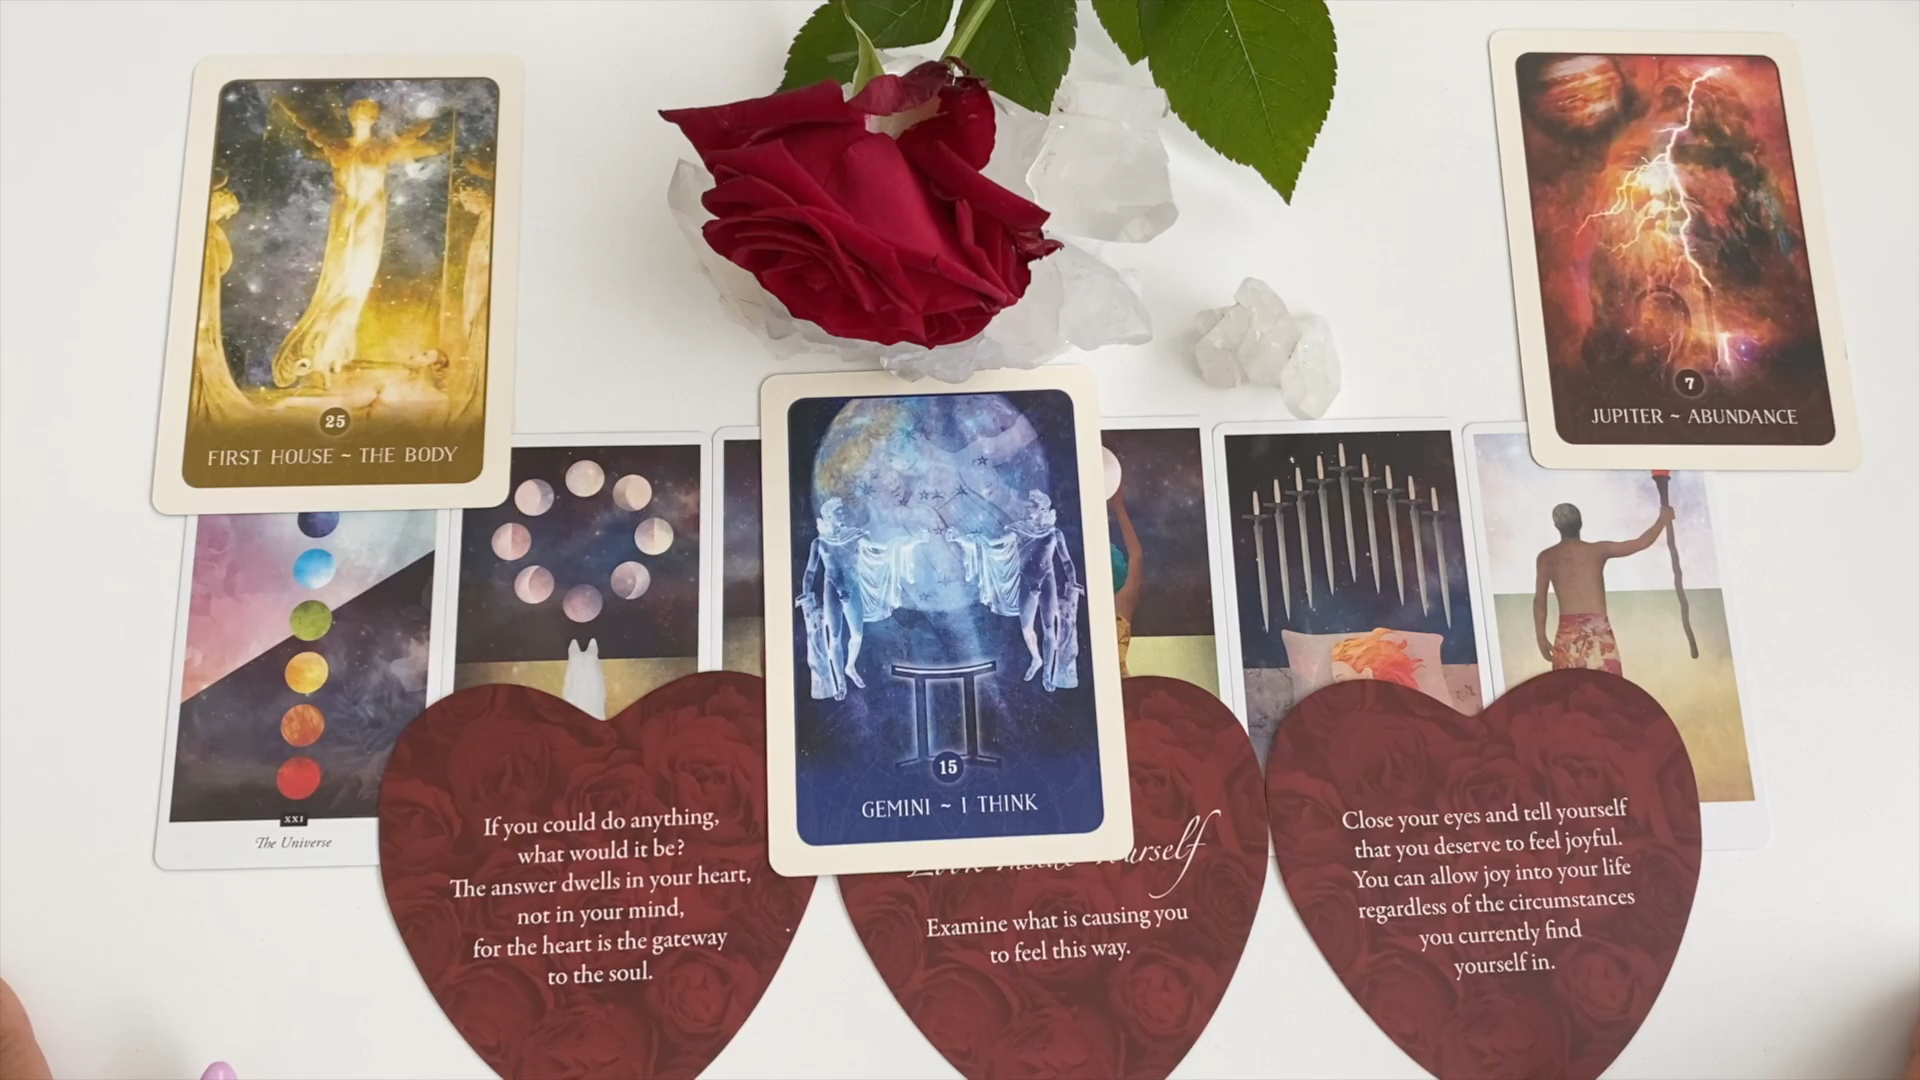 25
FIRST HOUSE ~ THE BODY
7
JUPITER ~ ABUNDANCE
15
GEMINI ~ I THINK
XXI
The Universe
If you could do anything,
what would it be?
The answer dwells in your heart,
not in your mind,
for the heart is the gateway
to the soul.
Yourself
Examine what is causing you
to feel this way.
Close your eyes and tell yourself
that you deserve to feel joyful.
You can allow joy into your life
regardless of the circumstances
you currently find
yourself in.